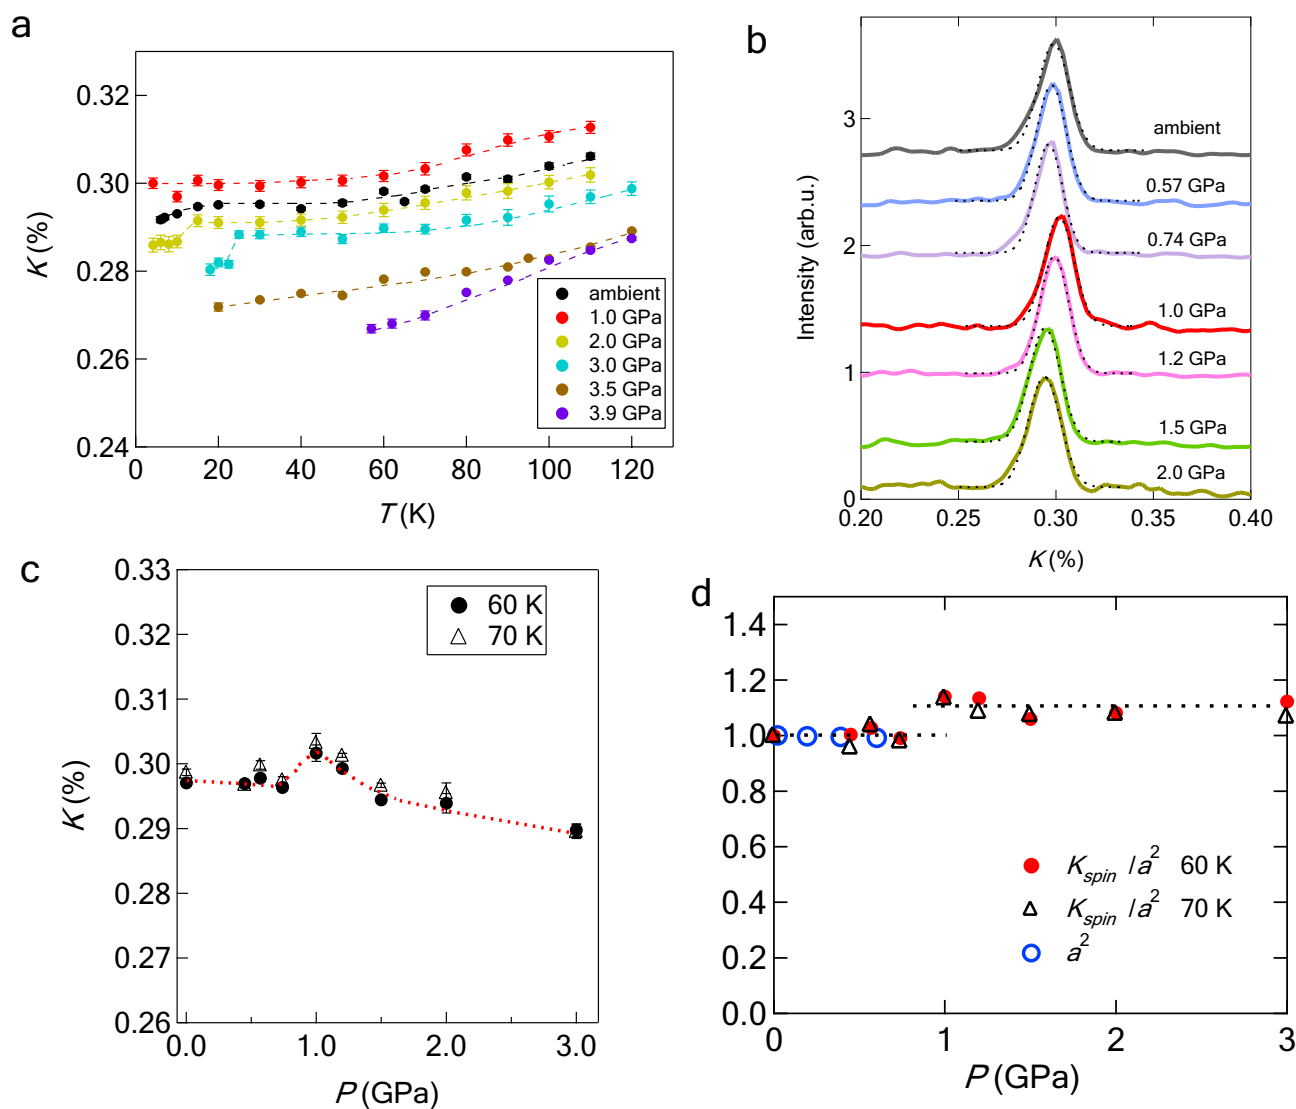 a
0.32
0.30
0.28
0.26
0.24
K (%)
0
20
40
60
80
100
120
T (K)
ambient
1.0 GPa
2.0 GPa
3.0 GPa
3.5 GPa
3.9 GPa
b
3
2
1
0
Intensity (arb.u.)
ambient
0.57 GPa
0.74 GPa
1.0 GPa
1.2 GPa
1.5 GPa
2.0 GPa
0.20
0.25
0.30
0.35
0.40
K (%)
c
0.33
0.32
0.31
0.30
0.29
0.28
0.27
0.26
K (%)
60 K
70 K
0.0
1.0
2.0
3.0
P (GPa)
d
1.4
1.2
1.0
0.8
0.6
0.4
0.2
0.0
K_spin /a² 60 K
K_spin /a² 70 K
a²
0
1
2
3
P (GPa)